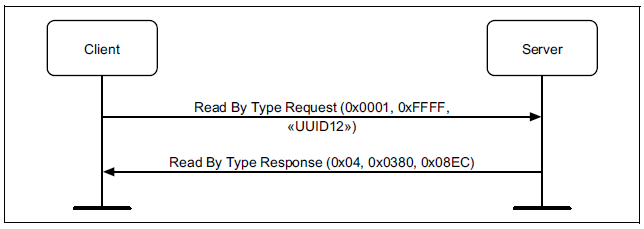 Client
Server
Read By Type Request (0x0001, 0xFFFF,
«UUID12»)
Read By Type Response (0x04, 0x0380, 0x08EC)